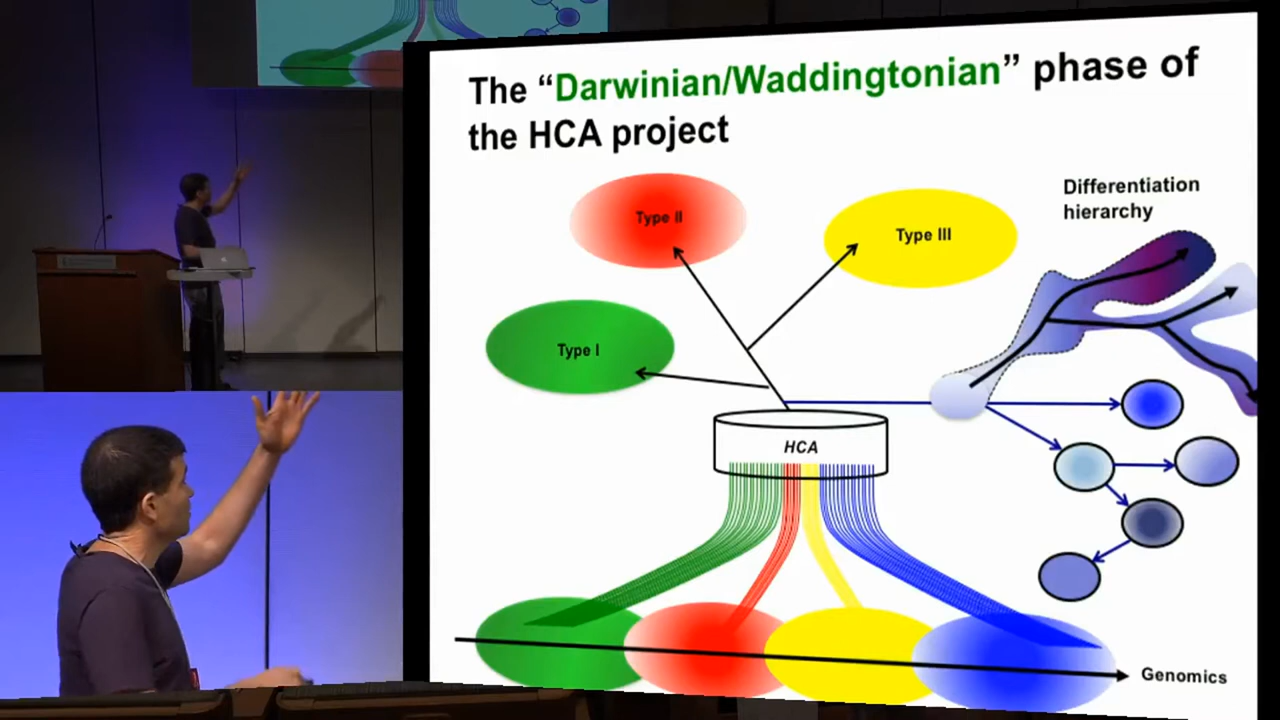 The “Darwinian/Waddingtonian” phase of
the HCA project
Differentiation
hierarchy
Type II
Type III
Type I
HCA
Genomics